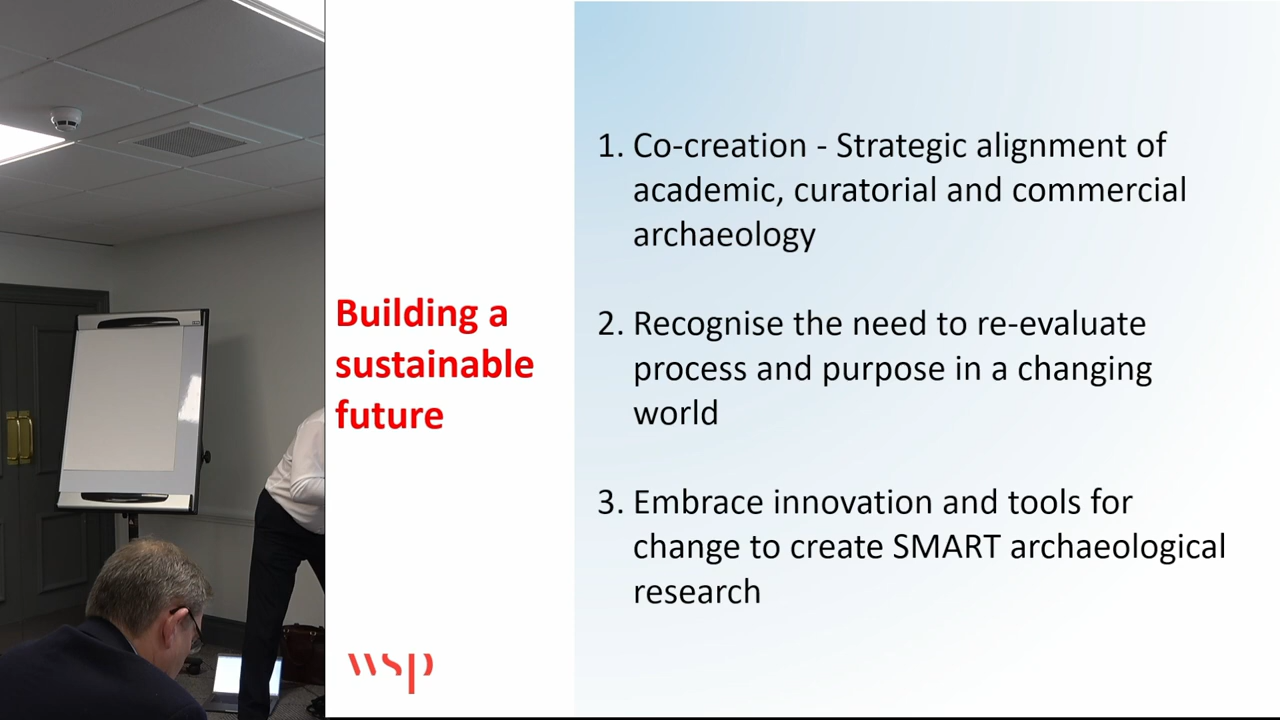 Building a
sustainable
future
wsp
1. Co-creation - Strategic alignment of
academic, curatorial and commercial
archaeology
2. Recognise the need to re-evaluate
process and purpose in a changing
world
3. Embrace innovation and tools for
change to create SMART archaeological
research